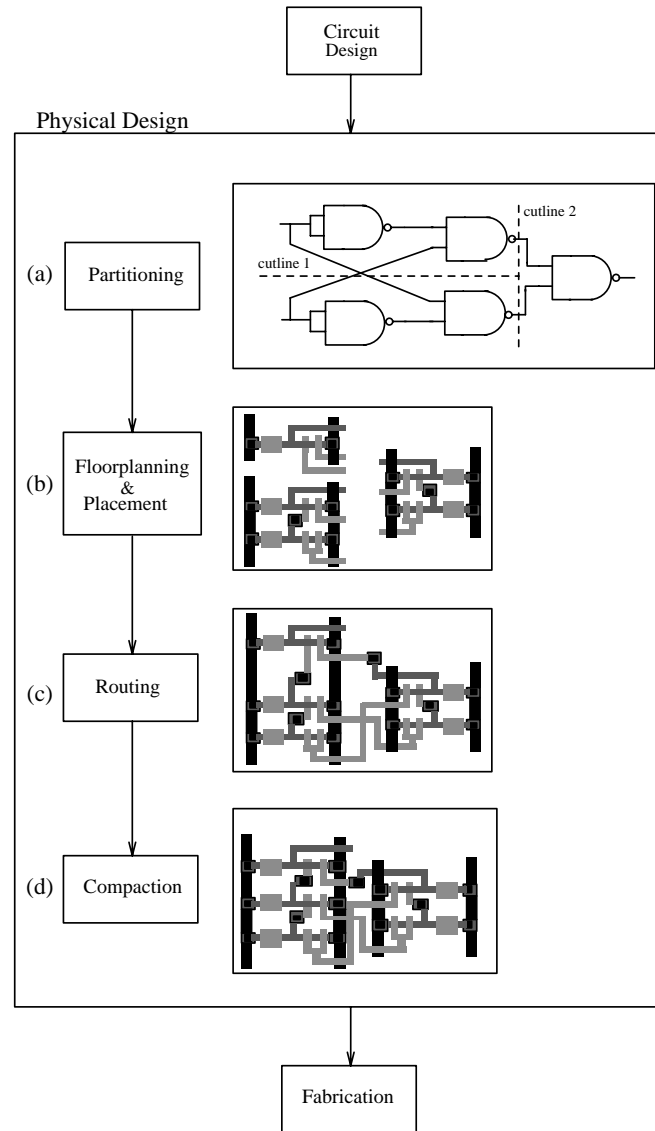 Circuit
Design
Physical Design
cutline 2
cutline 1
(a)
Partitioning
(b)
Floorplanning
&
Placement
(c)
Routing
(d)
Compaction
Fabrication